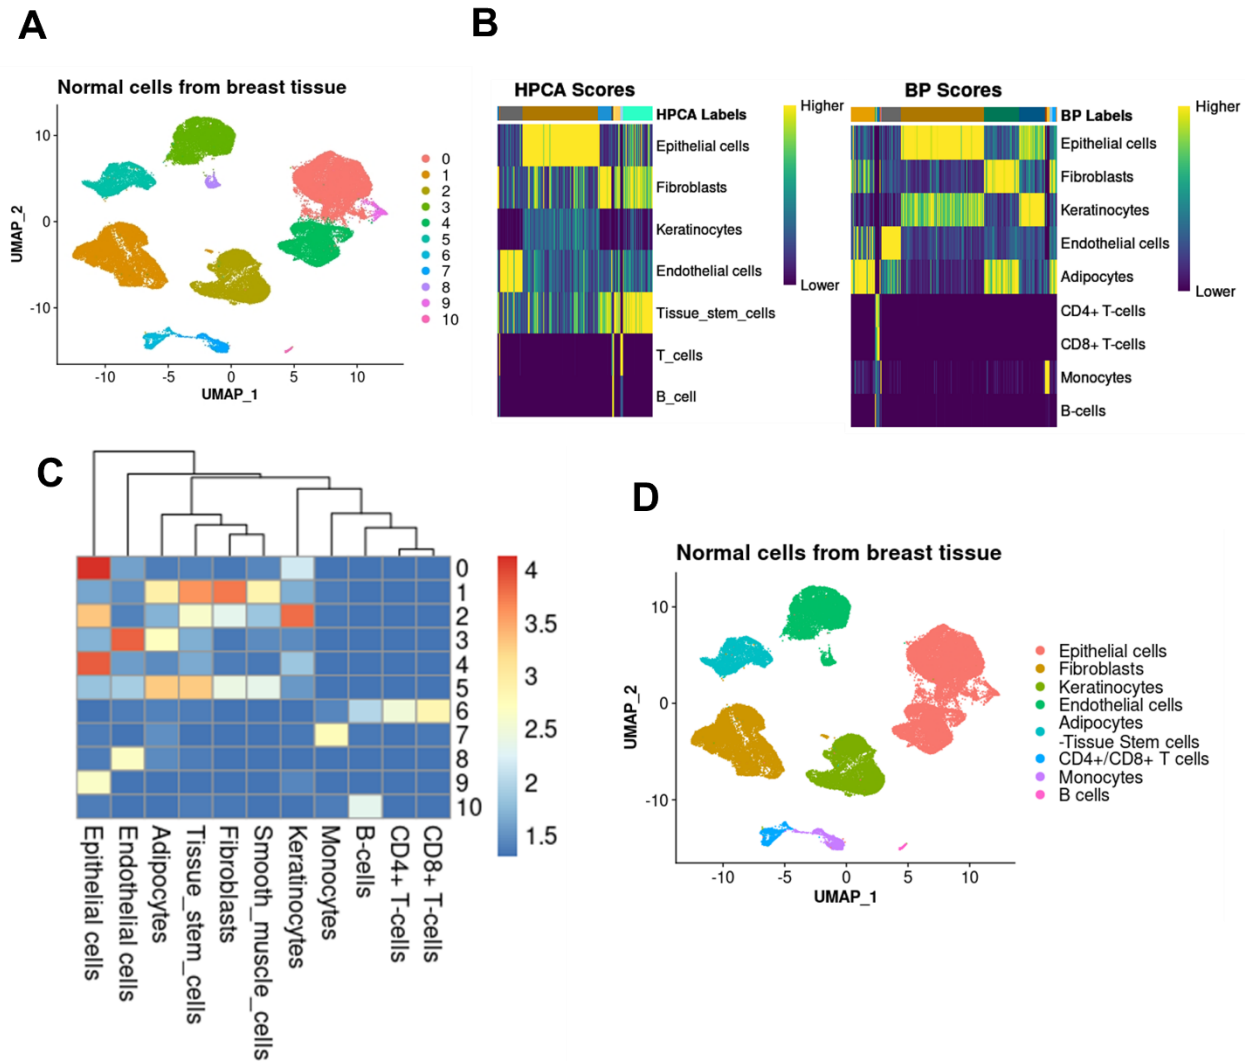 A
Normal cells from breast tissue
UMAP_2
10
0
-10
-10
-5
0
5
10
UMAP_1
0
1
2
3
4
5
6
7
8
9
10
B
HPCA Scores
HPCA Labels
Epithelial cells
Fibroblasts
Keratinocytes
Endothelial cells
Tissue_stem_cells
T_cells
B_cell
Higher
Lower
BP Scores
BP Labels
Epithelial cells
Fibroblasts
Keratinocytes
Endothelial cells
Adipocytes
CD4+ T-cells
CD8+ T-cells
Monocytes
B-cells
Higher
Lower
C
0
1
2
3
4
5
6
7
8
9
10
4
3.5
3
2.5
2
1.5
Epithelial cells
Endothelial cells
Adipocytes
Tissue_stem_cells
Fibroblasts
Smooth_muscle_cells
Keratinocytes
Monocytes
B-cells
CD4+ T-cells
CD8+ T-cells
D
Normal cells from breast tissue
UMAP_2
10
0
-10
-10
-5
0
5
10
UMAP_1
Epithelial cells
Fibroblasts
Keratinocytes
Endothelial cells
Adipocytes
-Tissue Stem cells
CD4+/CD8+ T cells
Monocytes
B cells